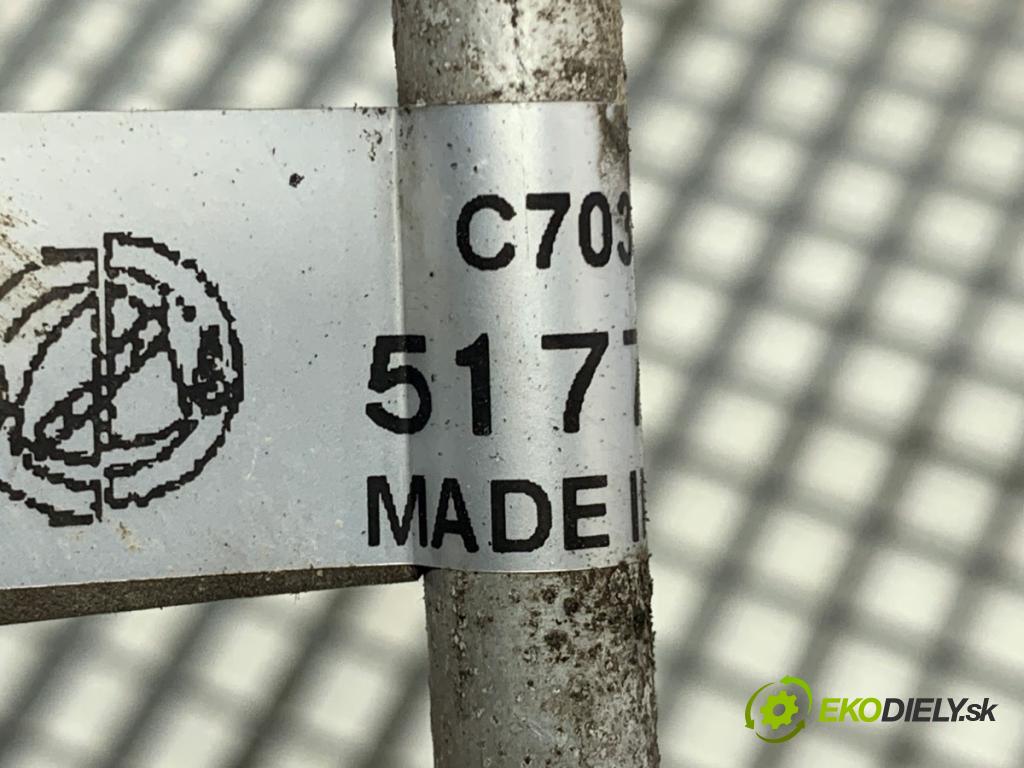 C703
517
MADE I
EKODIELY.sk